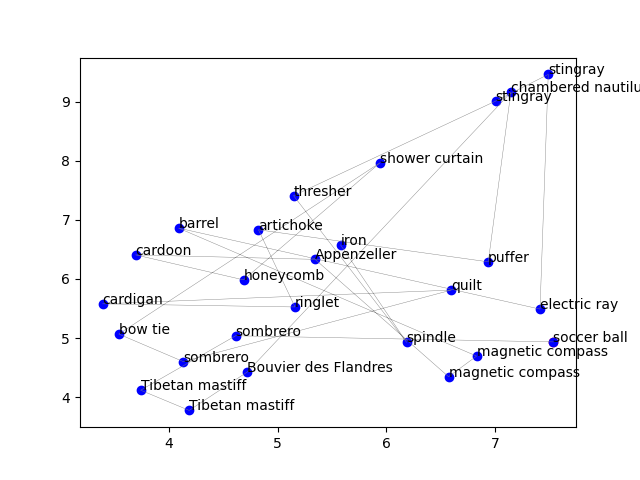 stingray
chambered nautilu
stingray
shower curtain
thresher
barrel
artichoke
iron
cardoon
Appenzeller
puffer
honeycomb
quilt
cardigan
ringlet
electric ray
bow tie
sombrero
spindle
soccer ball
sombrero
magnetic compass
Bouvier des Flandres
magnetic compass
Tibetan mastiff
Tibetan mastiff
9
8
7
6
5
4
4 5 6 7